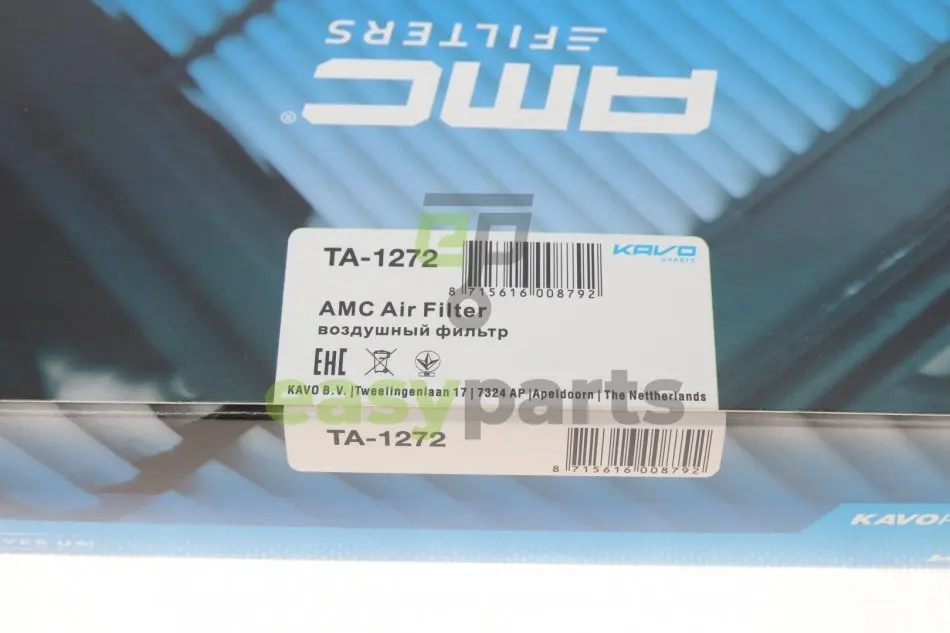 FILTERS
AMC
®
TA-1272
KAVO
PARTS
8 715616 008792
AMC Air Filter
воздушный фильтр
EAC
KAVO B.V. |Tweelingenlaan 17 | 7324 AP |Apeldoorn | The Nettherlands
easyparts
TA-1272
8 715616 008792
KAVO